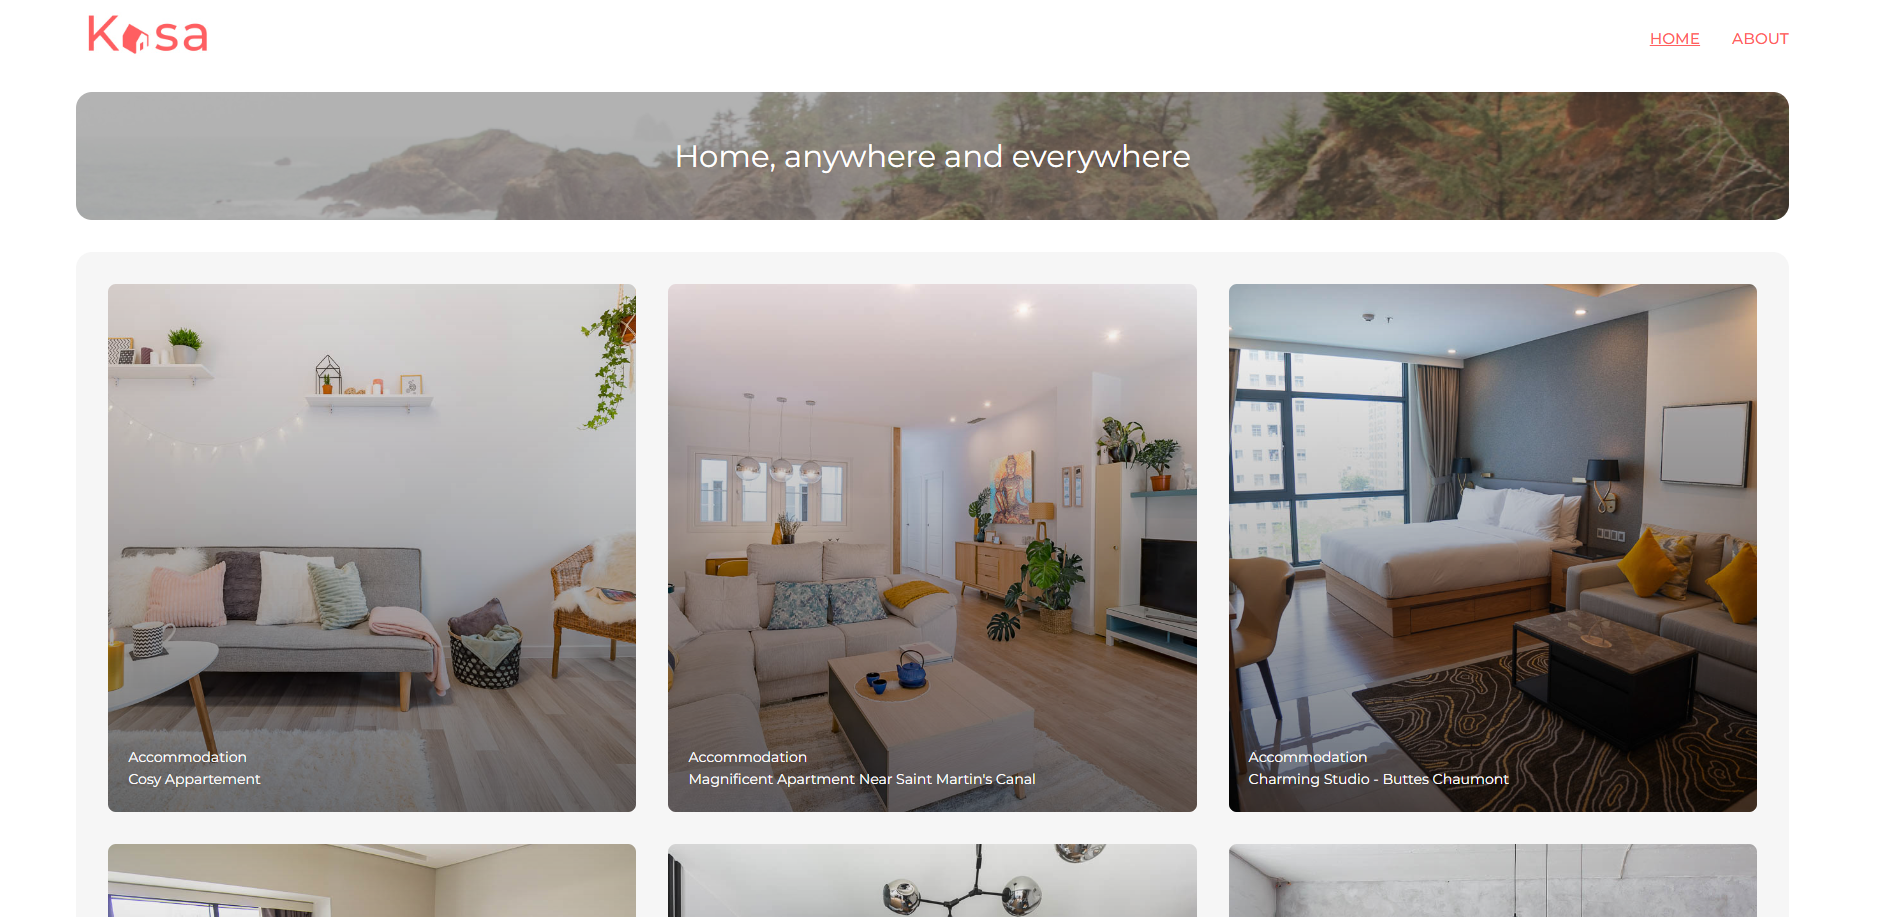 Kasa
HOME ABOUT
Home, anywhere and everywhere
Accommodation
Cosy Appartement
Accommodation
Magnificent Apartment Near Saint Martin's Canal
Accommodation
Charming Studio - Buttes Chaumont